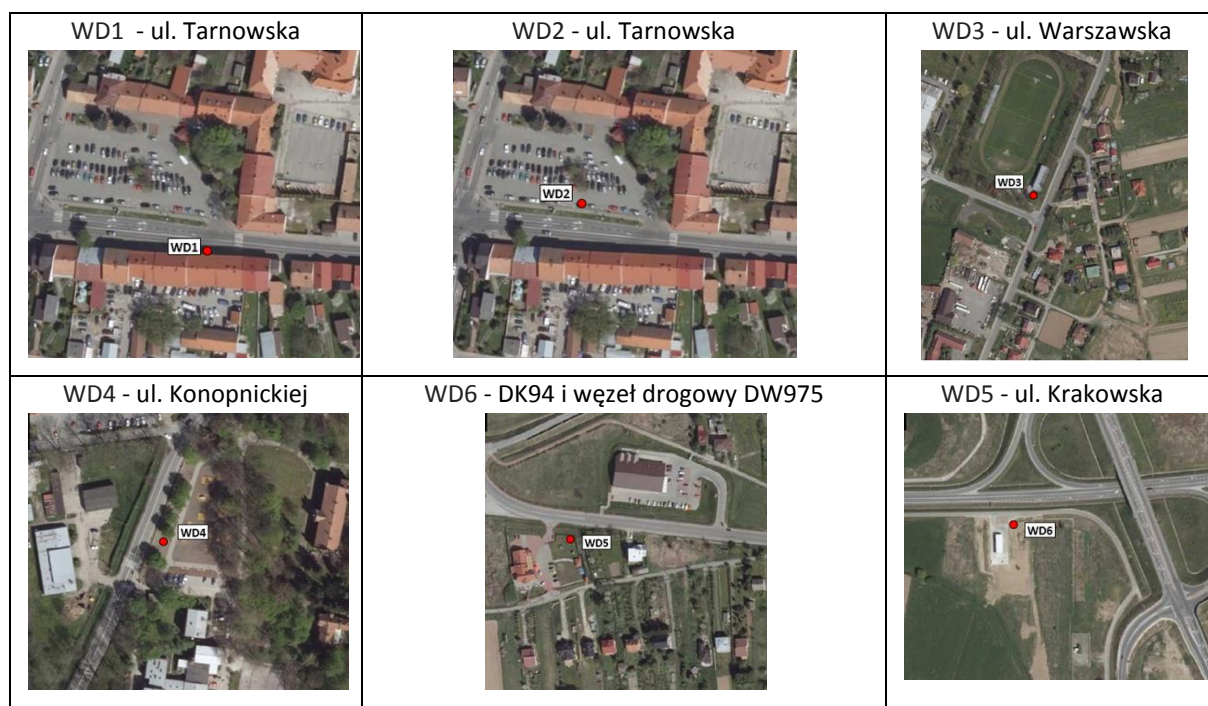 WD1 - ul. Tarnowska
WD2 - ul. Tarnowska
WD3 - ul. Warszawska
WD1
WD2
WD3
WD4 - ul. Konopnickiej
WD6 - DK94 i węzeł drogowy DW975
WD5 - ul. Krakowska
WD4
WD5
WD6